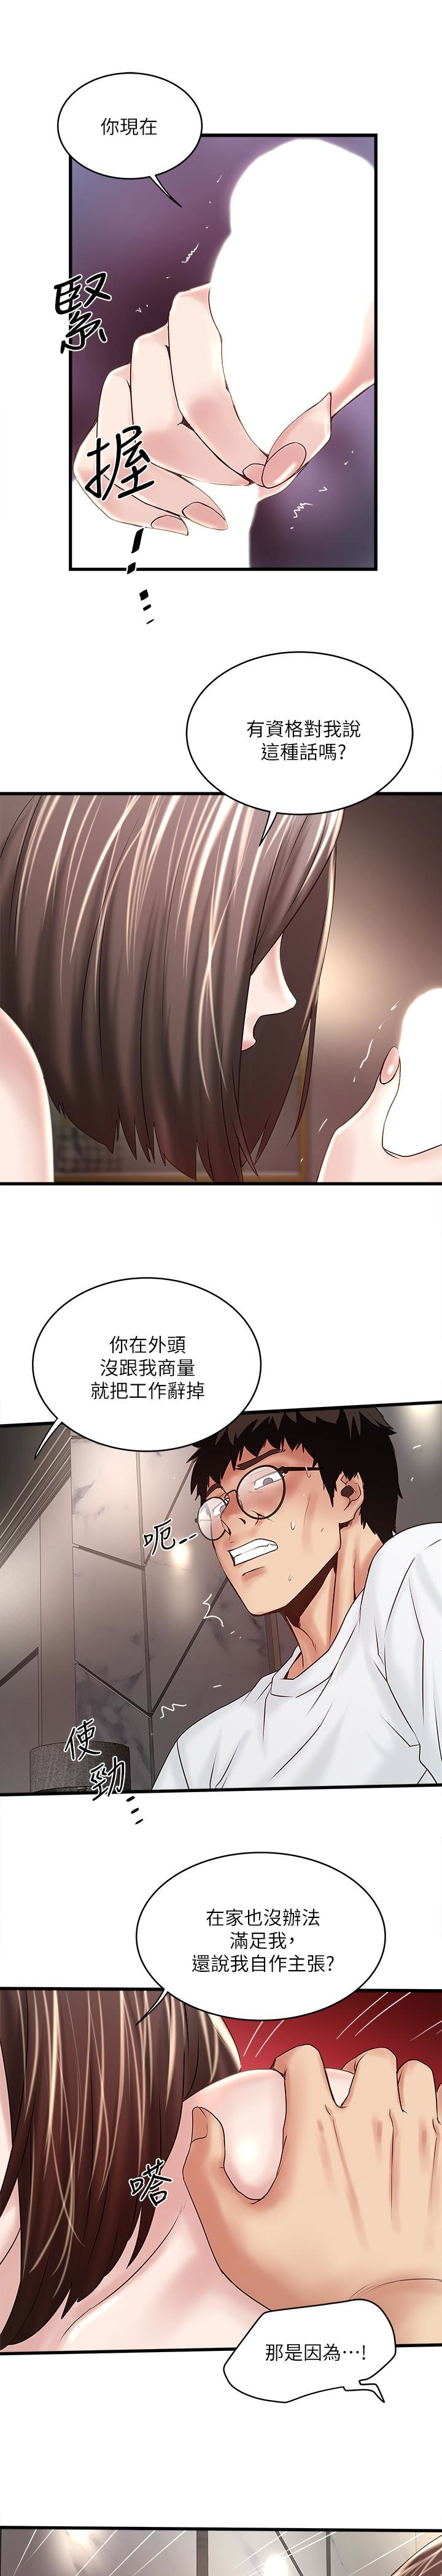 你現在
緊
握
有資格對我說
這種話嗎?
你在外頭
沒跟我商量
就把工作辭掉
呃
使
勁
在家也沒辦法
滿足我,
還說我自作主張?
嗒
那是因為…!